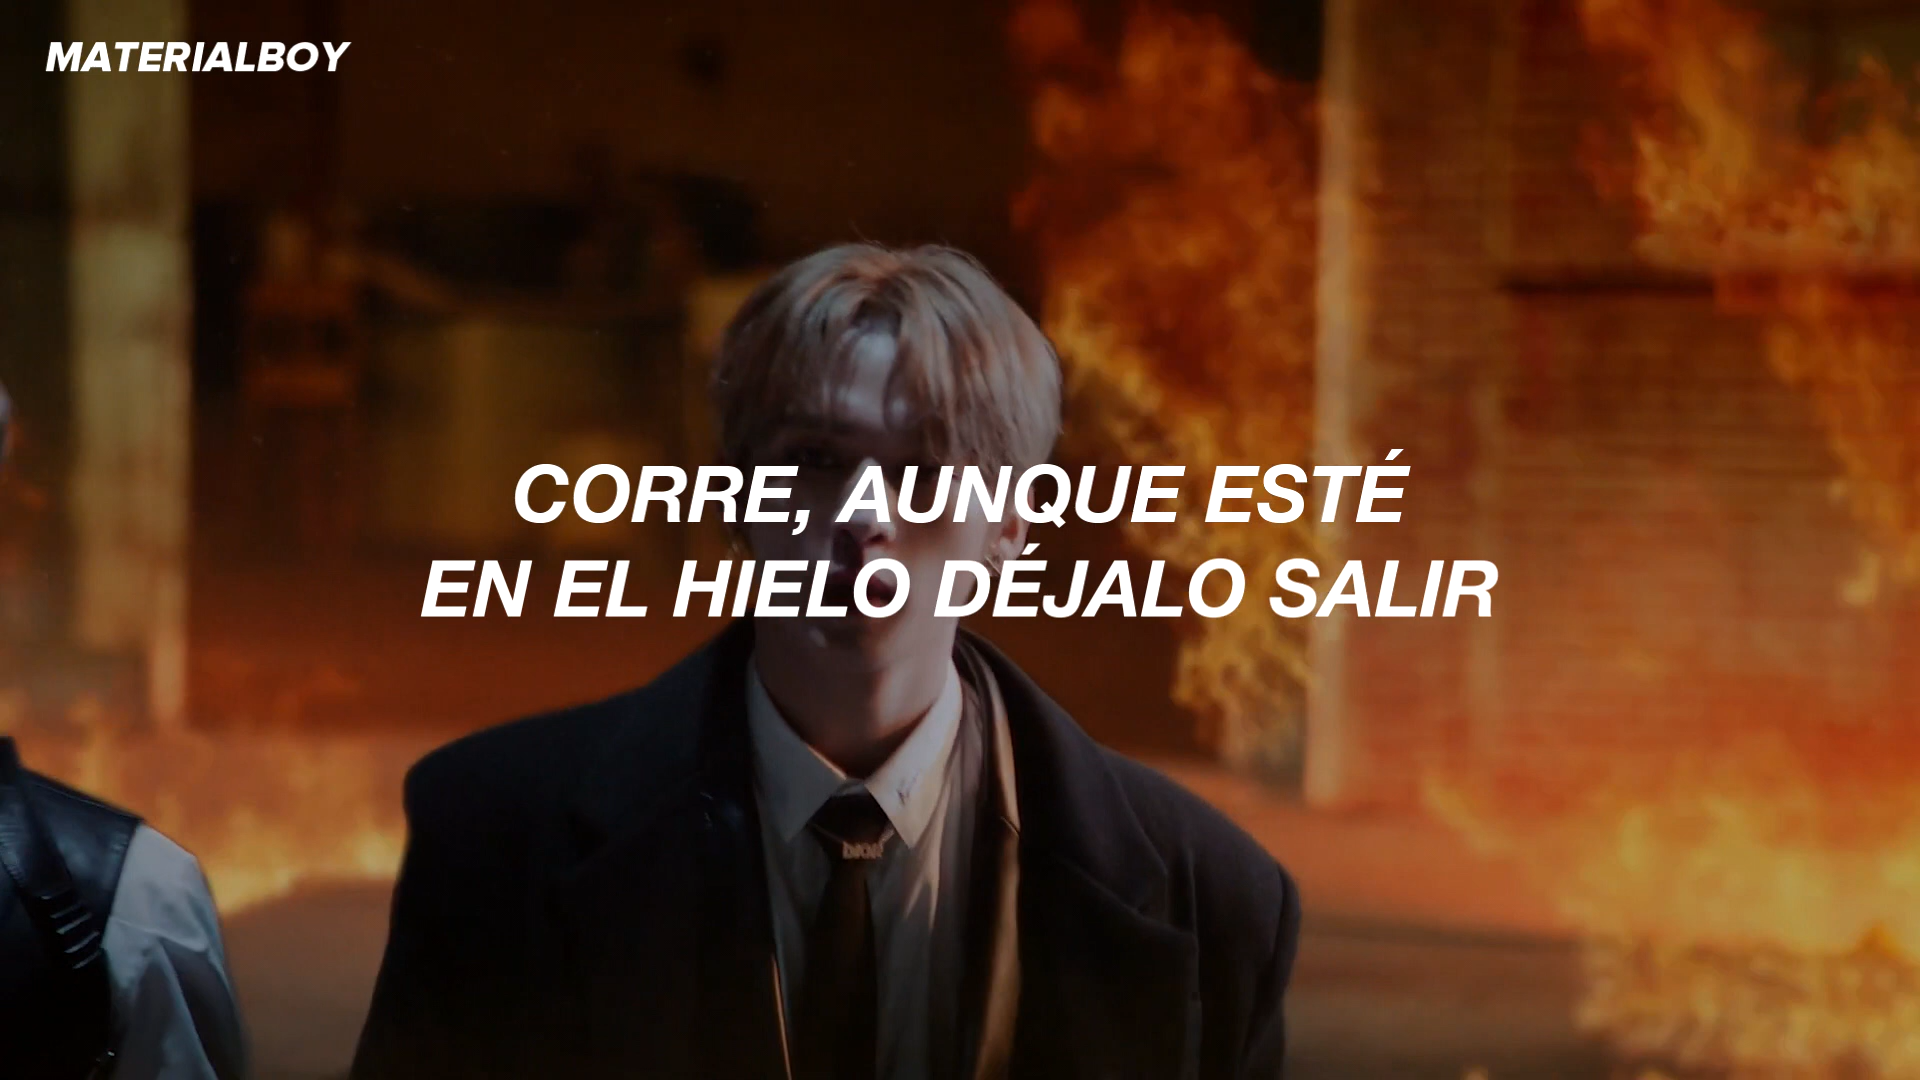 MATERIALBOY
CORRE, AUNQUE ESTÉ
EN EL HIELO DÉJALO SALIR